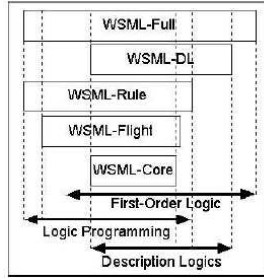 WSML-Full
WSML-DL
WSML-Rule
WSML-Flight
WSML-Core
First-Order Logic
Logic Programming
Description Logics